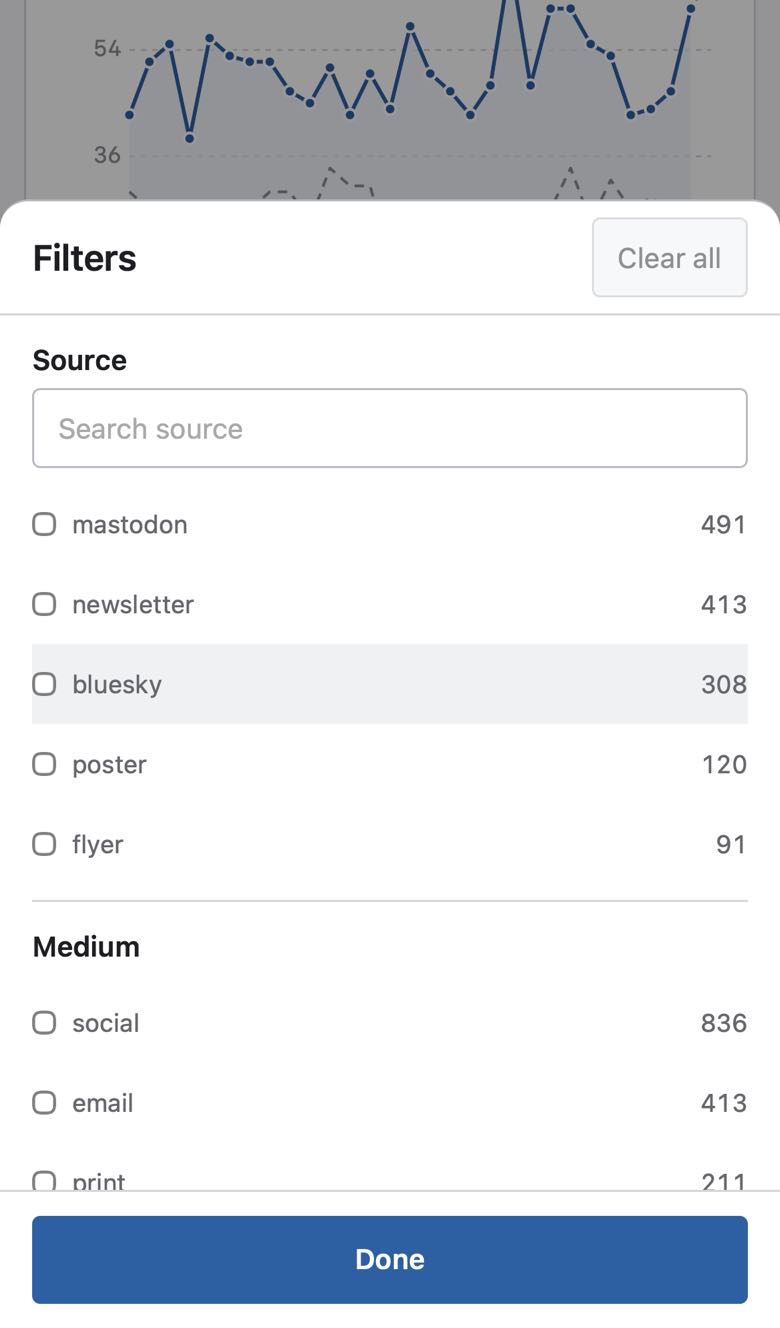 54
36
Filters
Clear all
Source
Search source
mastodon 491
newsletter 413
bluesky 308
poster 120
flyer 91
Medium
social 836
email 413
print 211
Done